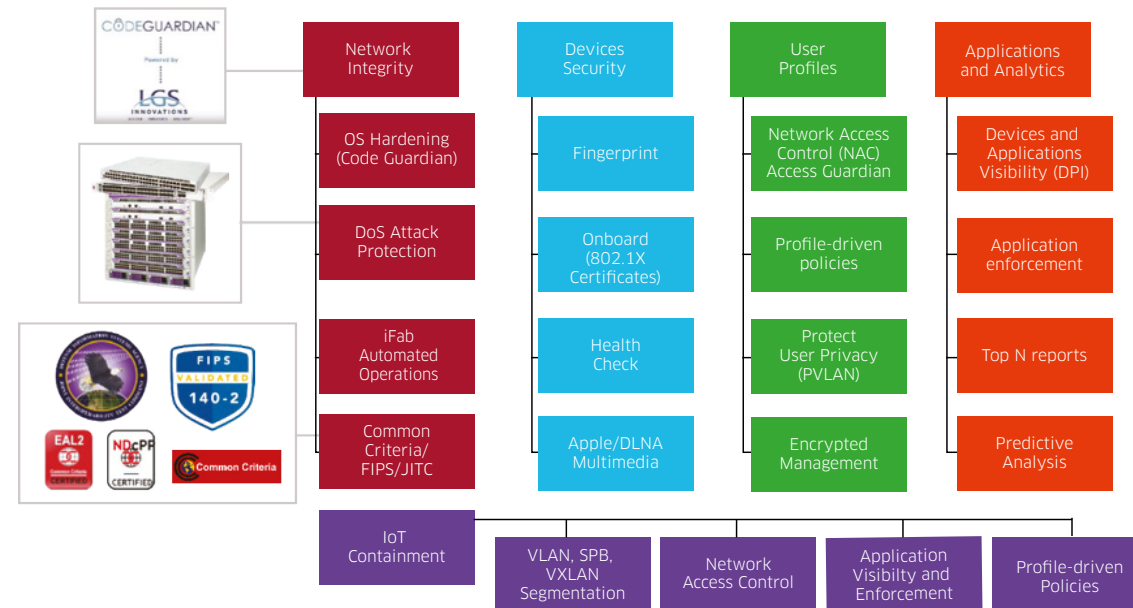 CODEGUARDIAN™
Powered by
LGS
INNOVATIONS
Network
Integrity
OS Hardening
(Code Guardian)
DoS Attack
Protection
iFab
Automated
Operations
Common
Criteria/
FIPS/JITC
FIPS
VALIDATED
140-2
EAL2
Common Criteria
CERTIFIED
NDcPP
CERTIFIED
Common Criteria
Devices
Security
Fingerprint
Onboard
(802.1X
Certificates)
Health
Check
Apple/DLNA
Multimedia
User
Profiles
Network Access
Control (NAC)
Access Guardian
Profile-driven
policies
Protect
User Privacy
(PVLAN)
Encrypted
Management
Applications
and Analytics
Devices and
Applications
Visibility (DPI)
Application
enforcement
Top N reports
Predictive
Analysis
IoT
Containment
VLAN, SPB,
VXLAN
Segmentation
Network
Access Control
Application
Visibilty and
Enforcement
Profile-driven
Policies